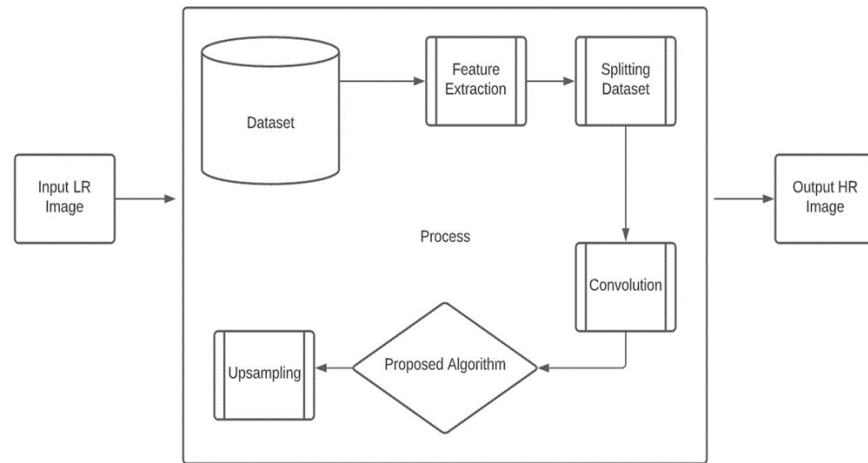 Input LR
Image
Dataset
Feature
Extraction
Splitting
Dataset
Process
Convolution
Proposed Algorithm
Upsampling
Output HR
Image